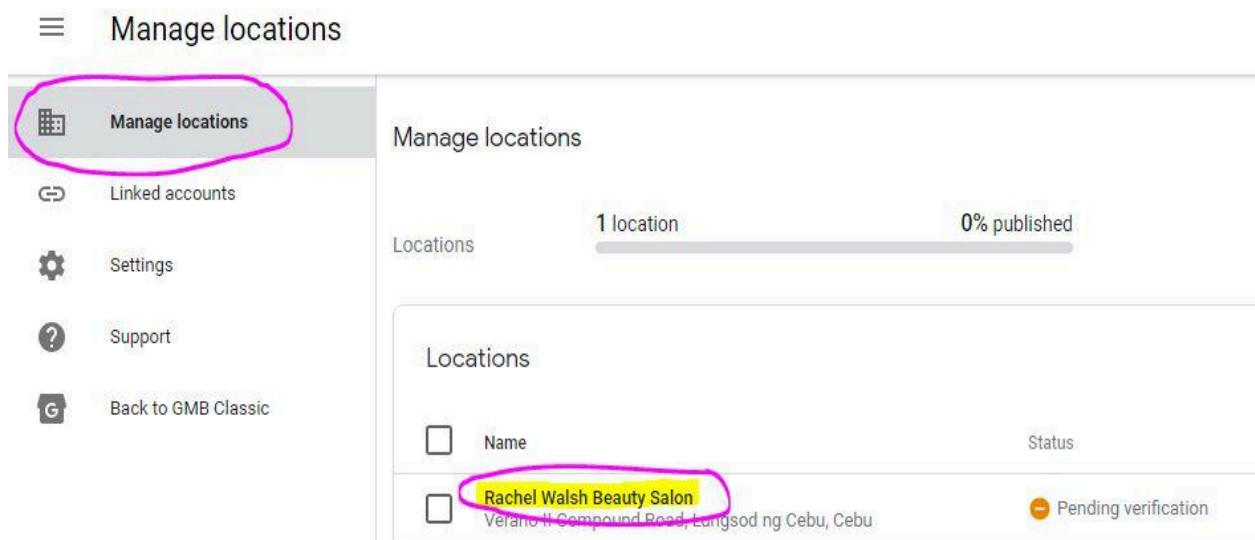 Manage locations
Manage locations
Linked accounts
Settings
Support
Back to GMB Classic
Manage locations
Locations
1 location
0% published
Locations
Name
Status
Rachel Walsh Beauty Salon
Verano II Compound Road, Lungsod ng Cebu, Cebu
Pending verification